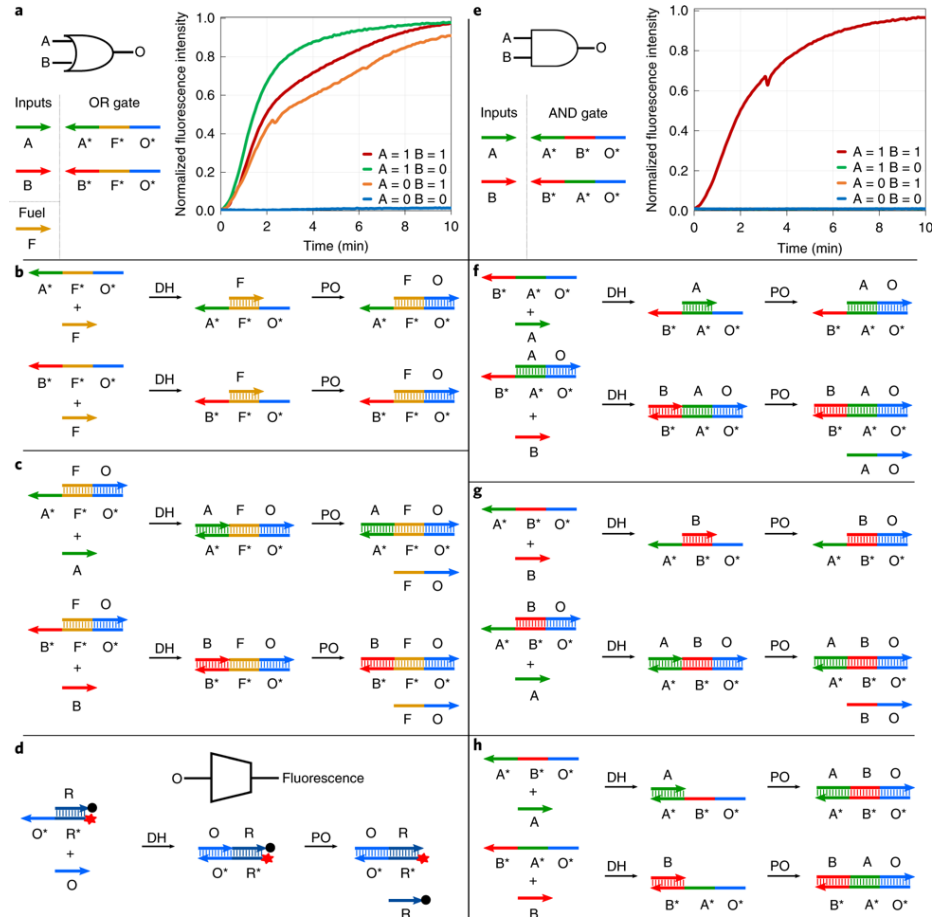 a
A
B
O
Inputs
OR gate
A
A* F* O*
B
B* F* O*
Fuel
F
Normalized fluorescence intensity
1.0
0.8
0.6
0.4
0.2
0.0
0 2 4 6 8 10
Time (min)
A = 1 B = 1
A = 1 B = 0
A = 0 B = 1
A = 0 B = 0
e
A
B
O
Inputs
AND gate
A
A* B* O*
B
B* A* O*
Normalized fluorescence intensity
1.0
0.8
0.6
0.4
0.2
0.0
0 2 4 6 8 10
Time (min)
A = 1 B = 1
A = 1 B = 0
A = 0 B = 1
A = 0 B = 0
b
A* F* O*
+
F
DH
F
A* F* O*
PO
F O
A* F* O*
B* F* O*
+
F
DH
F
B* F* O*
PO
F O
B* F* O*
c
F O
A* F* O*
+
A
DH
A F O
A* F* O*
PO
A F O
A* F* O*
F O
F O
B* F* O*
+
B
DH
B F O
B* F* O*
PO
B F O
B* F* O*
F O
d
O
Fluorescence
R
O* R*
+
O
DH
O R
O* R*
PO
O R
O* R*
R
f
B* A* O*
+
A
DH
A
B* A* O*
PO
A O
B* A* O*
A O
B* A* O*
+
B
DH
B A O
B* A* O*
PO
B A O
B* A* O*
A O
g
A* B* O*
+
B
DH
B
A* B* O*
PO
B O
A* B* O*
B O
A* B* O*
+
A
DH
A B O
A* B* O*
PO
A B O
A* B* O*
B O
h
A* B* O*
+
A
DH
A
A* B* O*
PO
A B O
A* B* O*
B* A* O*
+
B
DH
B
B* A* O*
PO
B A O
B* A* O*